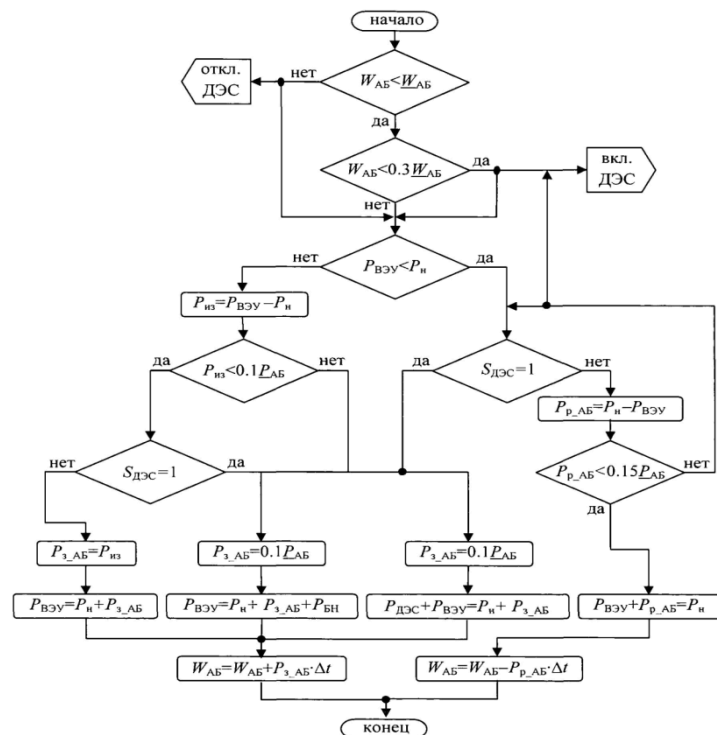 начало
откл.
ДЭС
нет
W_АБ<W_АБ
да
W_АБ<0.3W_АБ
да
вкл.
ДЭС
нет
нет
P_ВЭУ<P_н
да
P_из=P_ВЭУ–P_н
да
P_из<0.1P_АБ
нет
да
S_ДЭС=1
нет
P_р_АБ=P_н–P_ВЭУ
нет
S_ДЭС=1
да
P_р_АБ<0.15P_АБ
нет
да
P_з_АБ=P_из
P_з_АБ=0.1P_АБ
P_з_АБ=0.1P_АБ
P_ВЭУ=P_н+P_з_АБ
P_ВЭУ=P_н+ P_з_АБ+P_БН
P_ДЭС+P_ВЭУ=P_н+ P_з_АБ
P_ВЭУ+P_р_АБ=P_н
W_АБ=W_АБ+P_з_АБ·Δt
W_АБ=W_АБ–P_р_АБ·Δt
конец